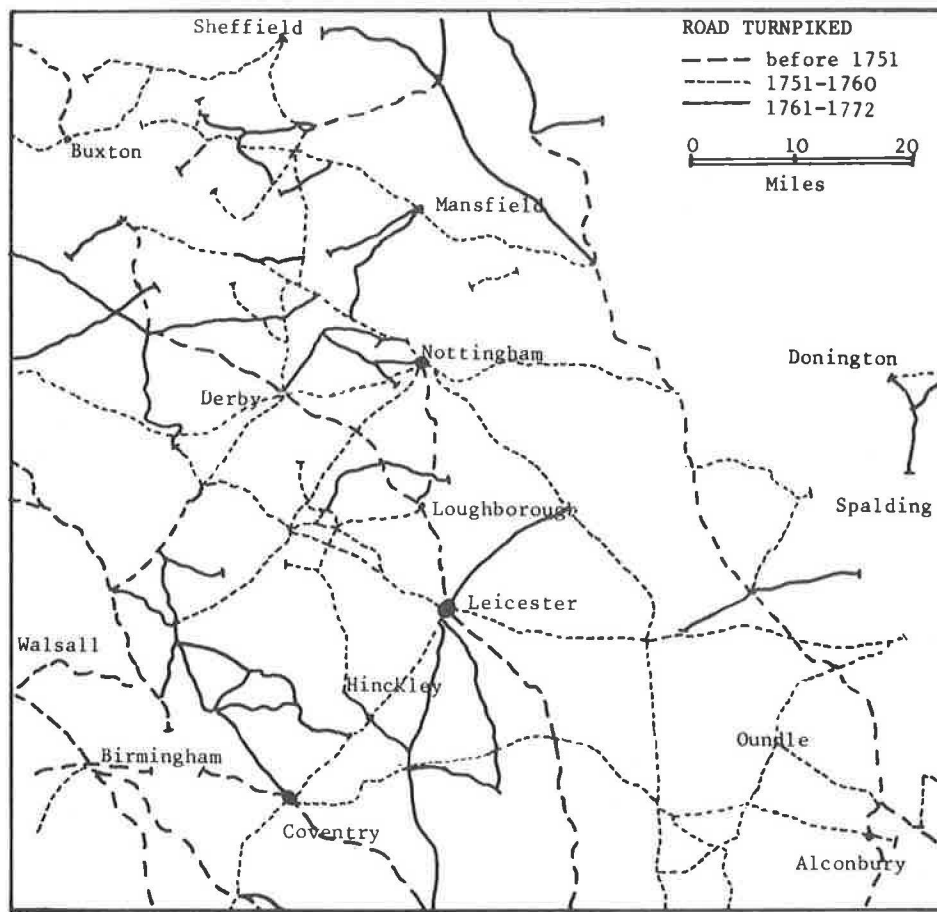 Sheffield
ROAD TURNPIKED
before 1751
1751-1760
1761-1772
0 10 20
Miles
Buxton
Mansfield
Nottingham
Donington
Derby
Loughborough
Spalding
Leicester
Walsall
Hinckley
Birmingham
Oundle
Coventry
Alconbury